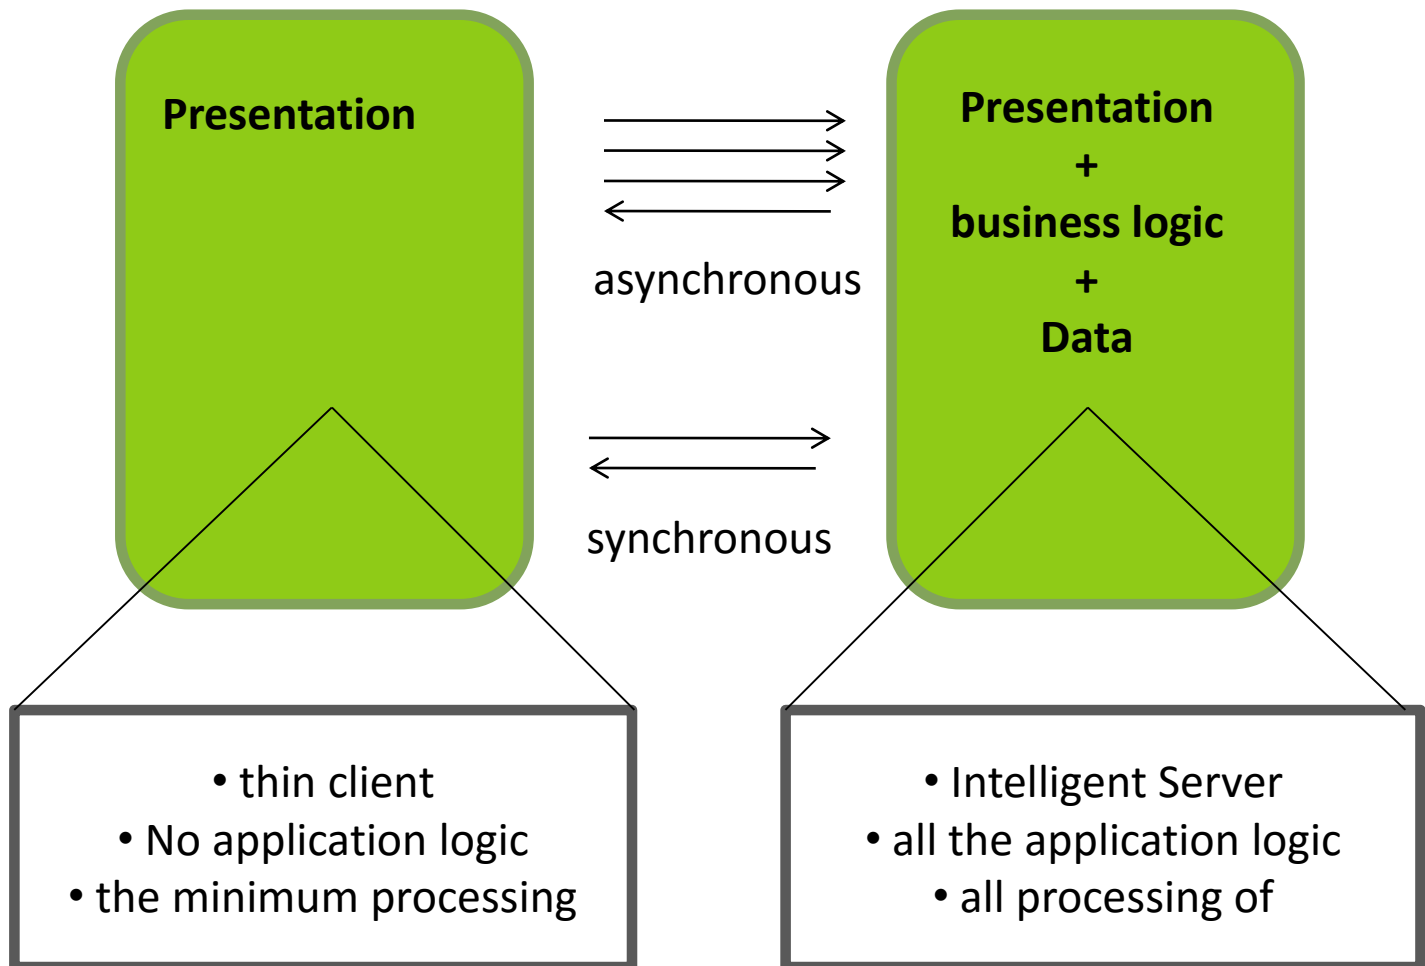 Presentation
asynchronous
synchronous
Presentation
+
business logic
+
Data
• thin client
• No application logic
• the minimum processing
• Intelligent Server
• all the application logic
• all processing of